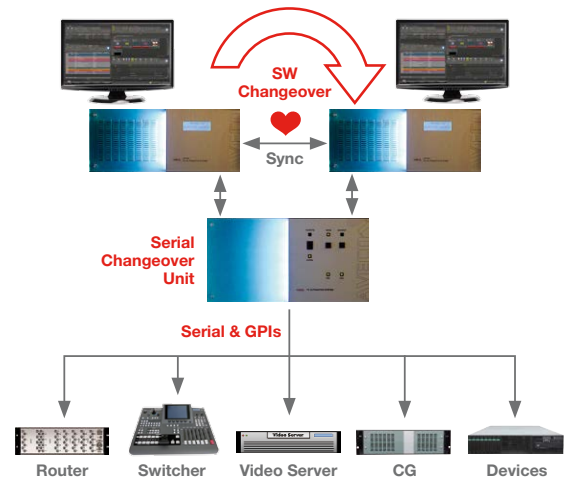 SW
Changeover
Sync
Serial
Changeover
Unit
Serial & GPIs
Video Server
Router
Switcher
Video Server
CG
Devices